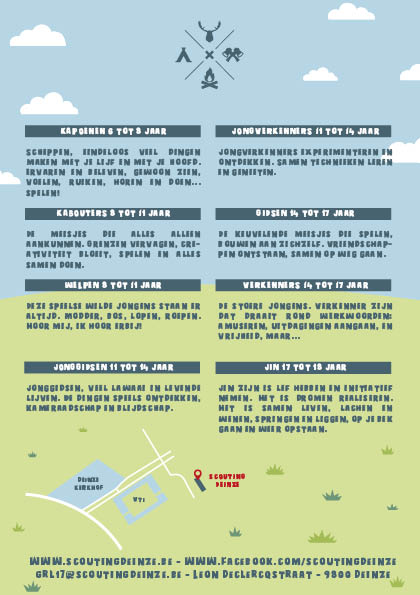 KAPOENEN 6 TOT 8 JAAR
SCHEPPEN, EINDELOOS VEEL DINGEN
MAKEN MET JE LIJF EN MET JE HOOFD.
ERVAREN EN BELEVEN, GEWOON ZIEN,
VOELEN, RUIKEN, HOREN EN DOEN...
SPELEN!
KABOUTERS 8 TOT 11 JAAR
DE MEISJES DIE ALLES ALLEEN
AANKUNNEN. GRENZEN VERVAGEN, CRE-
ATIVITEIT BLOEIT, SPELEN EN ALLES
SAMEN DOEN.
WELPEN 8 TOT 11 JAAR
DEZE SPEELSE WILDE JONGENS STAAN ER
ALTIJD. MODDER, BOS, LOPEN, ROEPEN.
HOOR MIJ, IK HOOR ERBIJ!
JONGGIDSEN 11 TOT 14 JAAR
JONGGIDSEN, VEEL LAWAAI EN LEVENDE
LIJVEN. DE DINGEN SPEELS ONTDEKKEN,
KAMERAADSCHAP EN BLIJDSCHAP.
JONGVERKENNERS 11 TOT 14 JAAR
JONGVERKENNERS EXPERIMENTEREN EN
ONTDEKKEN. SAMEN TECHNIEKEN LEREN
EN GENIETEN.
GIDSEN 14 TOT 17 JAAR
DE KEUVELENDE MEISJES DIE SPELEN,
BOUWEN AAN ZICHZELF. VRIENDSCHAP-
PEN ONTSTAAN, SAMEN OP WEG GAAN.
VERKENNERS 14 TOT 17 JAAR
DE STOERE JONGENS. VERKENNER ZIJN
DAT DRAAIT ROND WERKWOORDEN:
AMUSEREN, UITDAGINGEN AANGAAN, EN
VRIJHEID, MAAR...
JIN 17 TOT 18 JAAR
JIN ZIJN IS LEF HEBBEN EN INITIATIEF
NEMEN. HET IS DROMEN REALISEREN.
HET IS SAMEN LEVEN, LACHEN EN
WENEN, SPRINGEN EN LIGGEN, OP JE BEK
GAAN EN WEER OPSTAAN.
DEINZE
KERKHOF
VTI
SCOUTING
DEINZE
WWW.SCOUTINGDEINZE.BE - WWW.FACEBOOK.COM/SCOUTINGDEINZE
GRL17@SCOUTINGDEINZE.BE - LEON DECLERCQSTRAAT - 9800 DEINZE